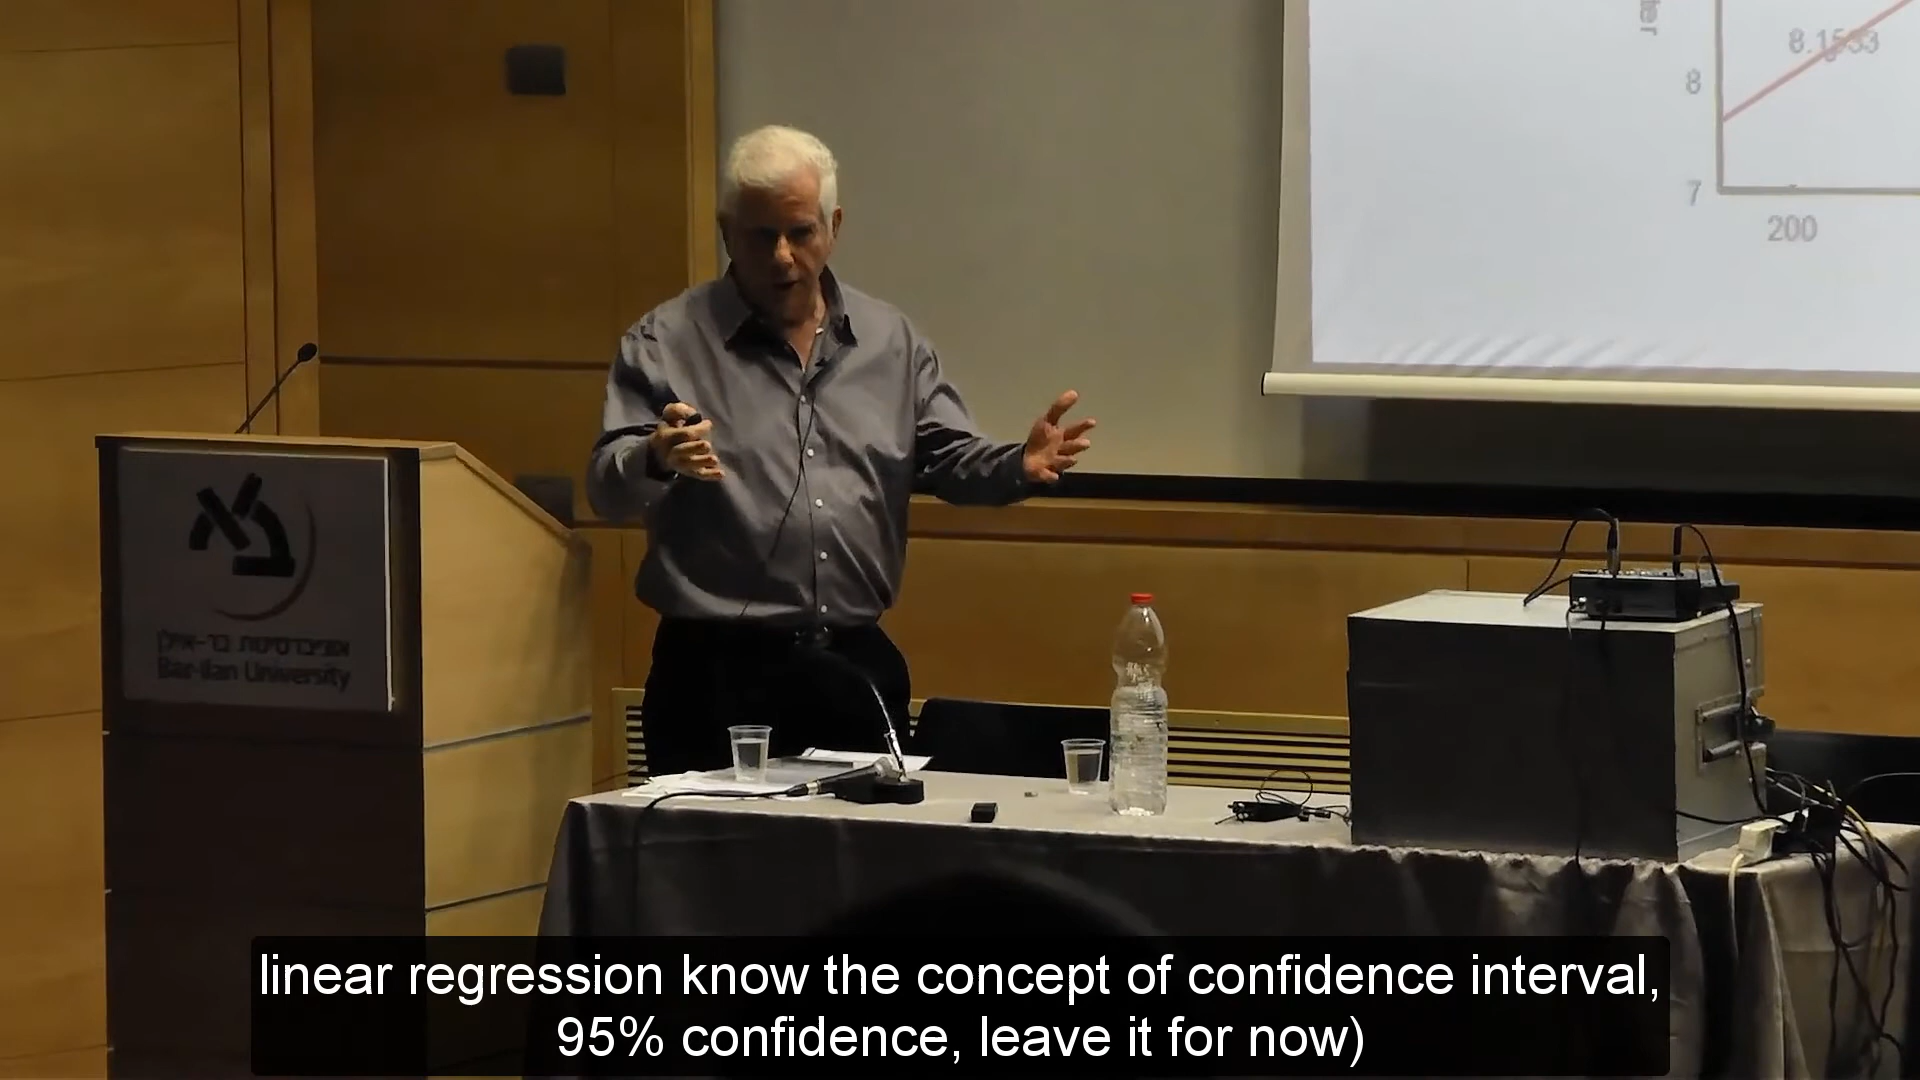 8.1533
8
7
200
אוניברסיטת בר-אילן
Bar-Ilan University
linear regression know the concept of confidence interval,
95% confidence, leave it for now)